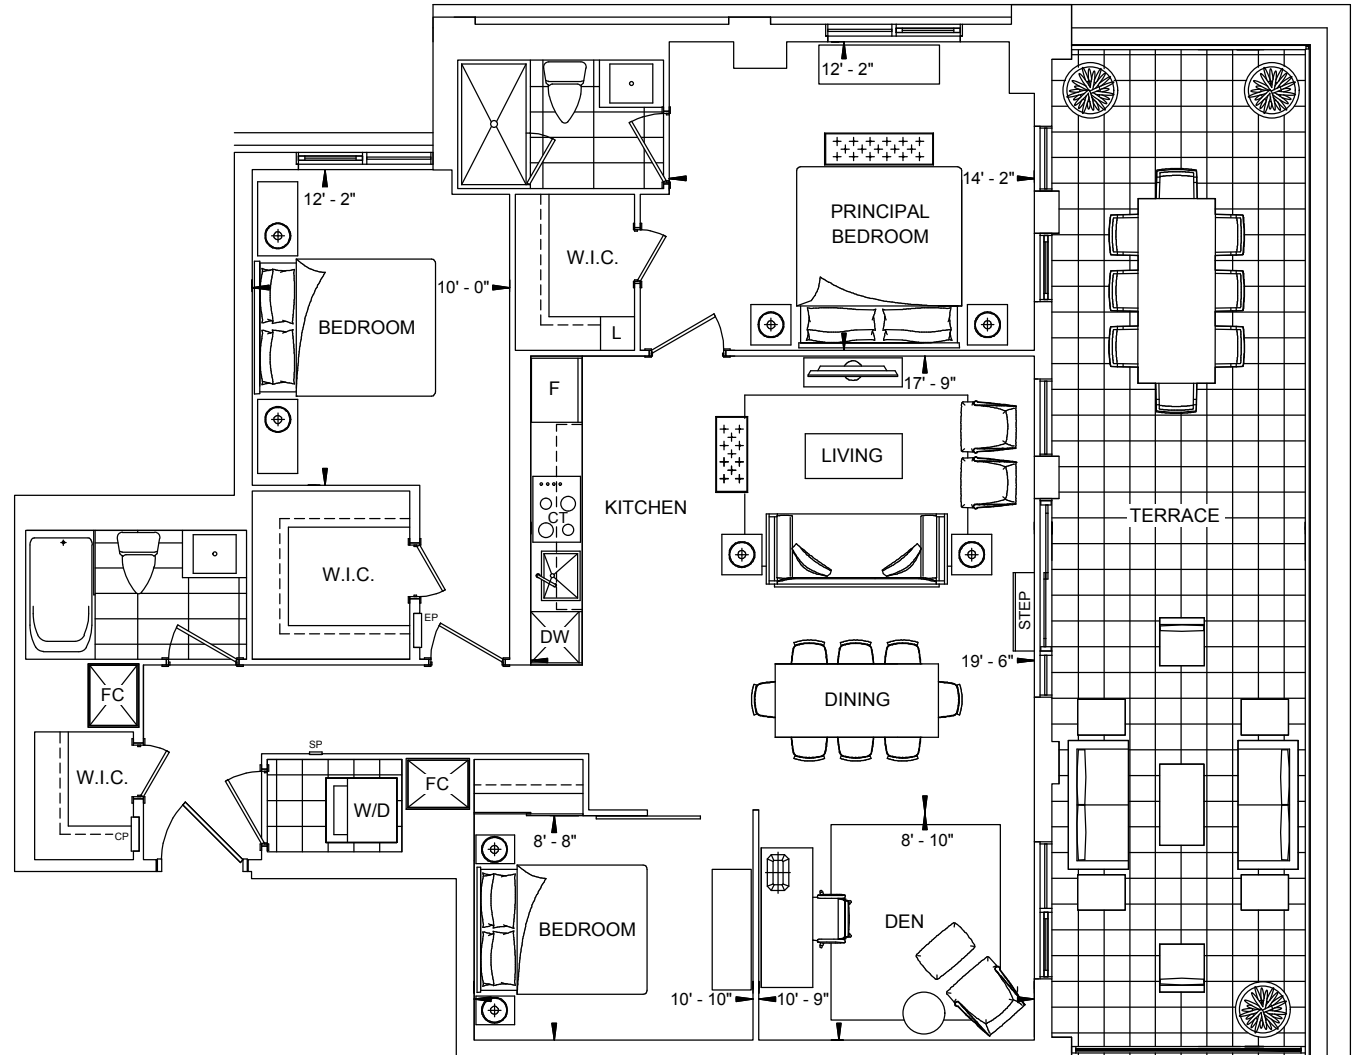 12' - 2"
14' - 2"
12' - 2"
PRINCIPAL
BEDROOM
W.I.C.
10' - 0"
BEDROOM
L
F
17' - 9"
LIVING
KITCHEN
CT
TERRACE
W.I.C.
EP
STEP
DW
19' - 6"
FC
DINING
SP
W.I.C.
FC
W/D
CP
8' - 8"
8' - 10"
BEDROOM
DEN
10' - 10"
10' - 9"